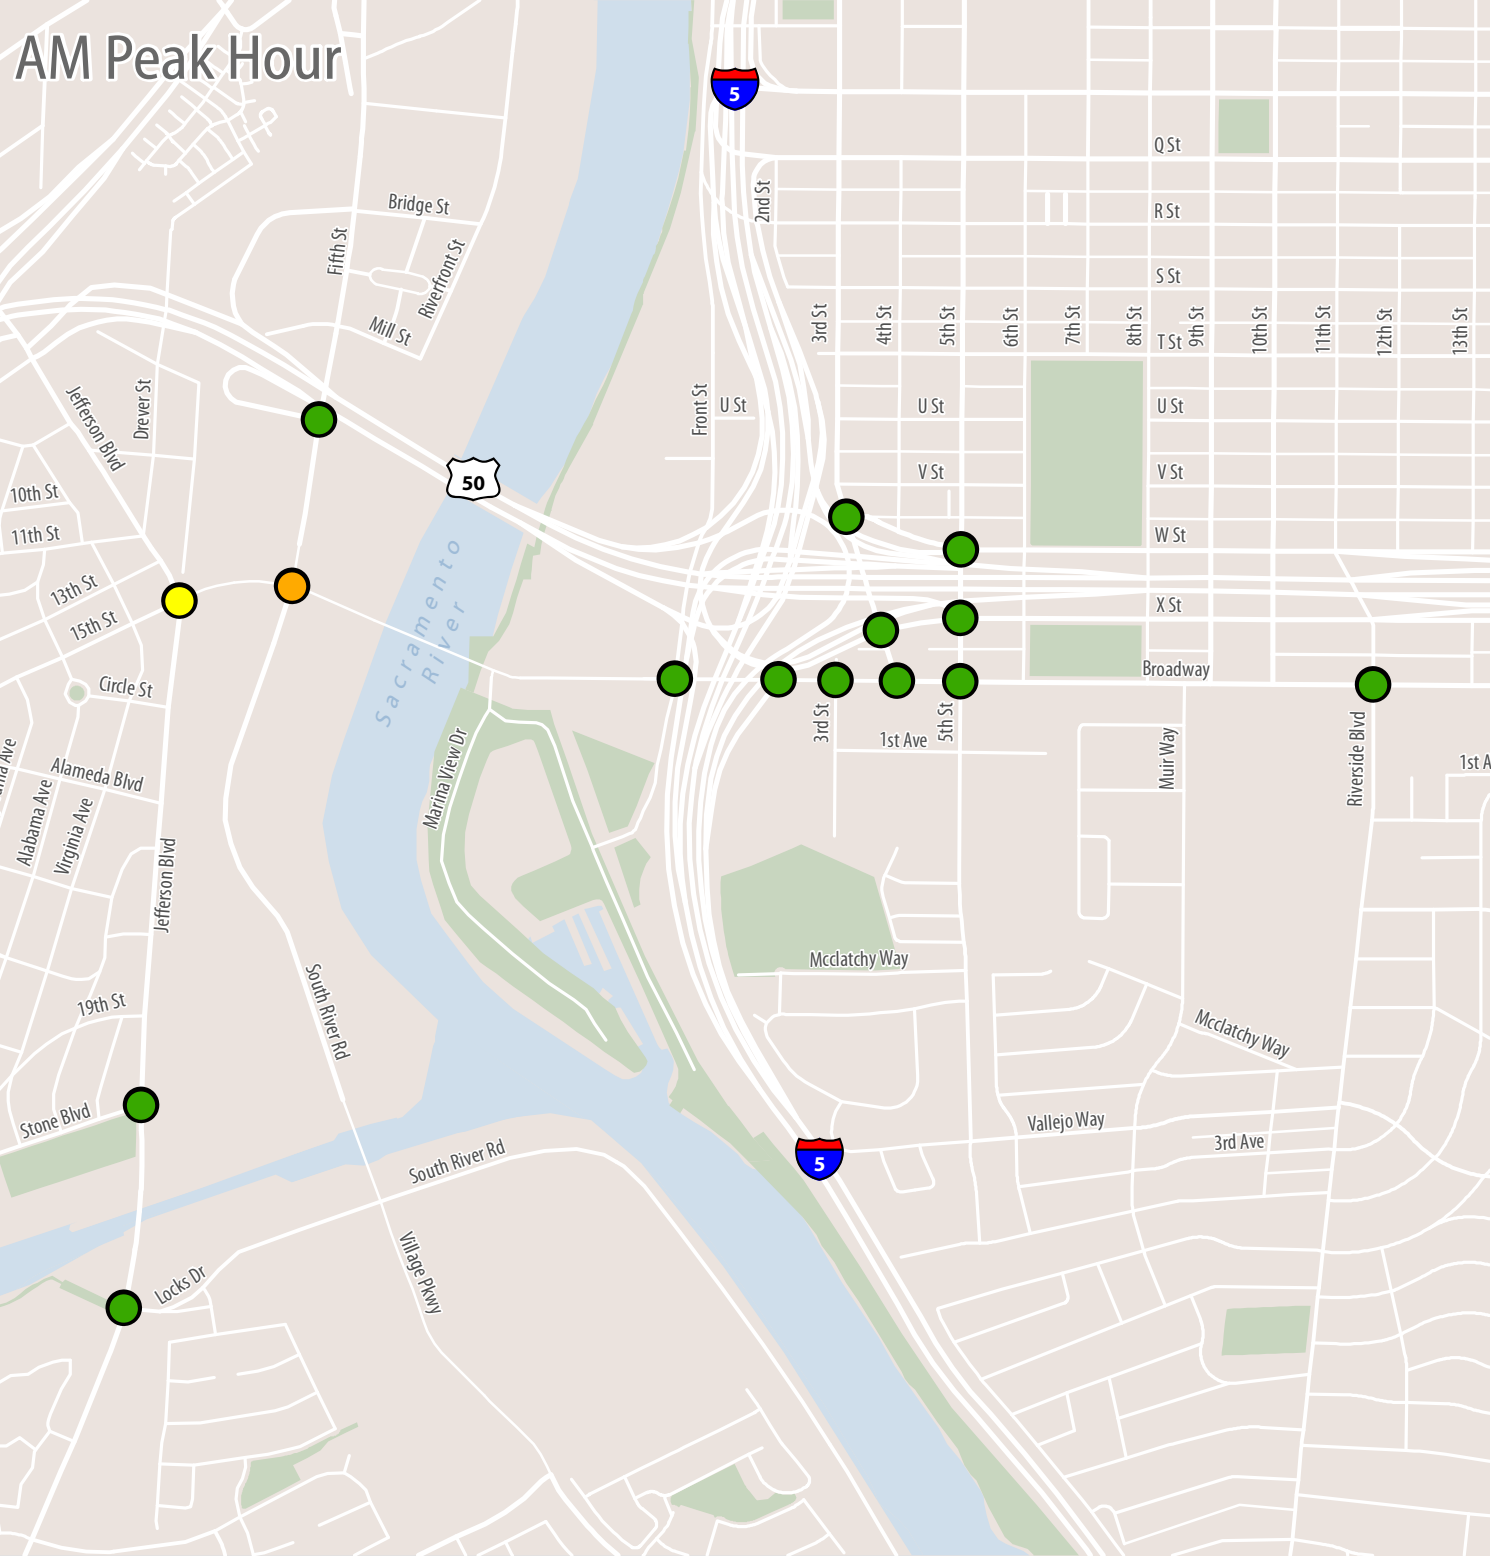 AM Peak Hour
5
Q St
2nd St
Bridge St
R St
Fifth St
Riverfront St
S St
Mill St
3rd St
4th St
5th St
6th St
7th St
8th St
9th St
10th St
11th St
12th St
13th St
T St
Jefferson Blvd
Drever St
Front St
U St
U St
U St
V St
V St
50
10th St
11th St
W St
Sacramento
River
13th St
15th St
X St
Circle St
Broadway
3rd St
5th St
1st Ave
Muir Way
Riverside Blvd
1st A
Marina View Dr
na Ave
Alameda Blvd
Alabama Ave
Virginia Ave
Jefferson Blvd
Mcclatchy Way
19th St
South River Rd
Mcclatchy Way
Stone Blvd
Vallejo Way
3rd Ave
South River Rd
5
Village Pkwy
Locks Dr